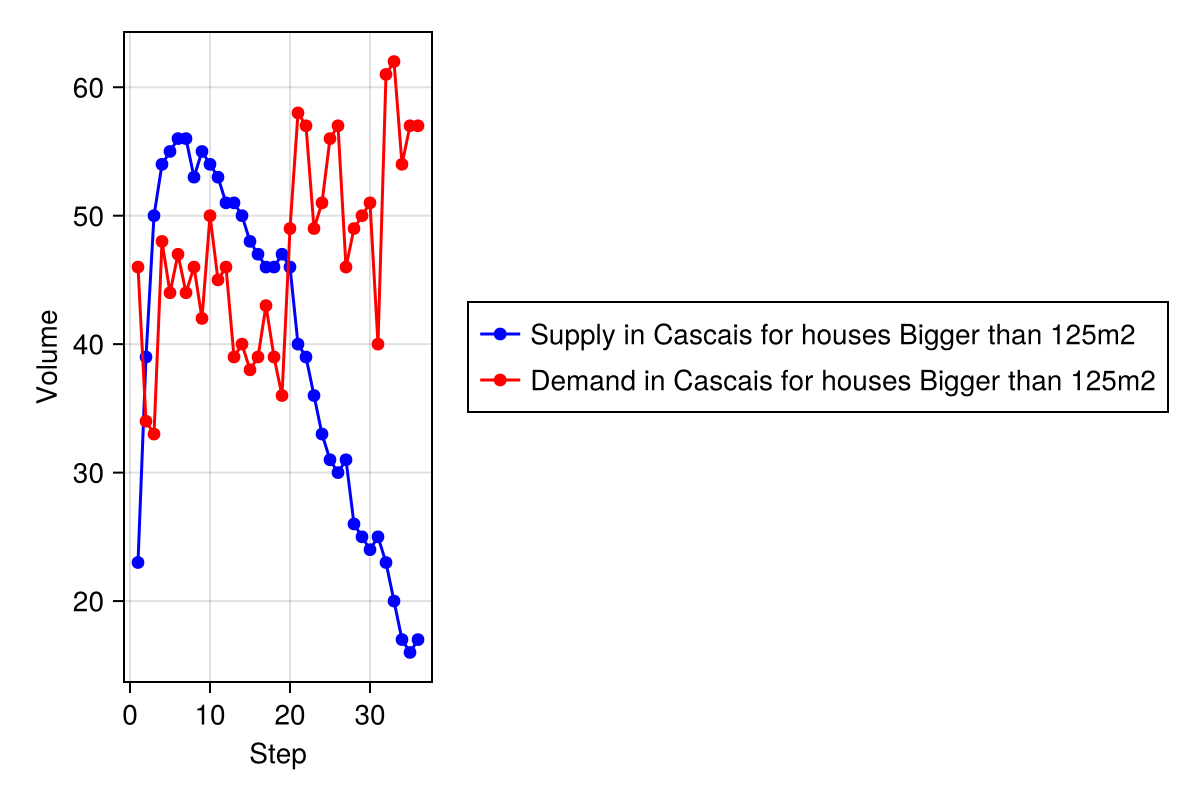 60
50
40
30
20
Volume
0 10 20 30
Step
Supply in Cascais for houses Bigger than 125m2
Demand in Cascais for houses Bigger than 125m2